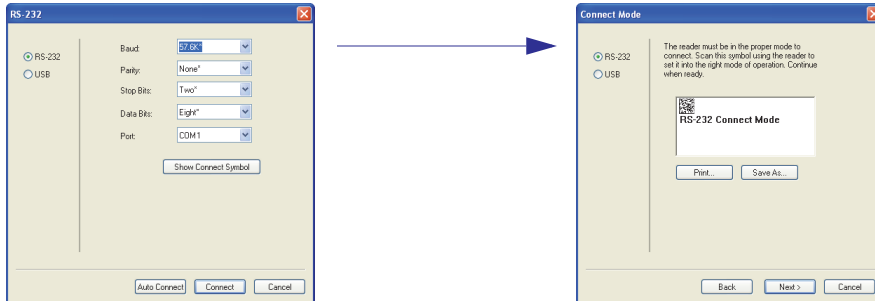 RS-232
RS-232
USB
Baud: 57.6K*
Parity: None*
Stop Bits: Two*
Data Bits: Eight*
Port: COM1
Show Connect Symbol
Auto Connect Connect Cancel
Connect Mode
RS-232
USB
The reader must be in the proper mode to
connect. Scan this symbol using the reader to
set it into the right mode of operation. Continue
when ready.
RS-232 Connect Mode
Print... Save As...
Back Next > Cancel